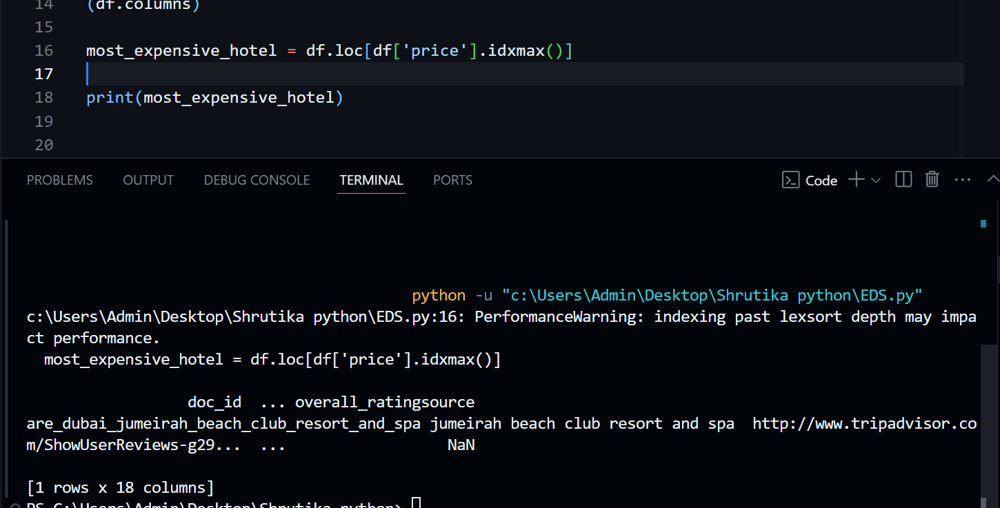 14 (df.columns)
15
16 most_expensive_hotel = df.loc[df['price'].idxmax()]
17
18 print(most_expensive_hotel)
19
20
PROBLEMS OUTPUT DEBUG CONSOLE TERMINAL PORTS Code
python -u "c:\Users\Admin\Desktop\Shrutika python\EDS.py"
c:\Users\Admin\Desktop\Shrutika python\EDS.py:16: PerformanceWarning: indexing past lexsort depth may impa
ct performance.
most_expensive_hotel = df.loc[df['price'].idxmax()]
doc_id ... overall_ratingsource
are_dubai_jumeirah_beach_club_resort_and_spa jumeirah beach club resort and spa http://www.tripadvisor.co
m/ShowUserReviews-g29... ... NaN
[1 rows x 18 columns]
PS C:\Users\Admin\Desktop\Shrutika python>